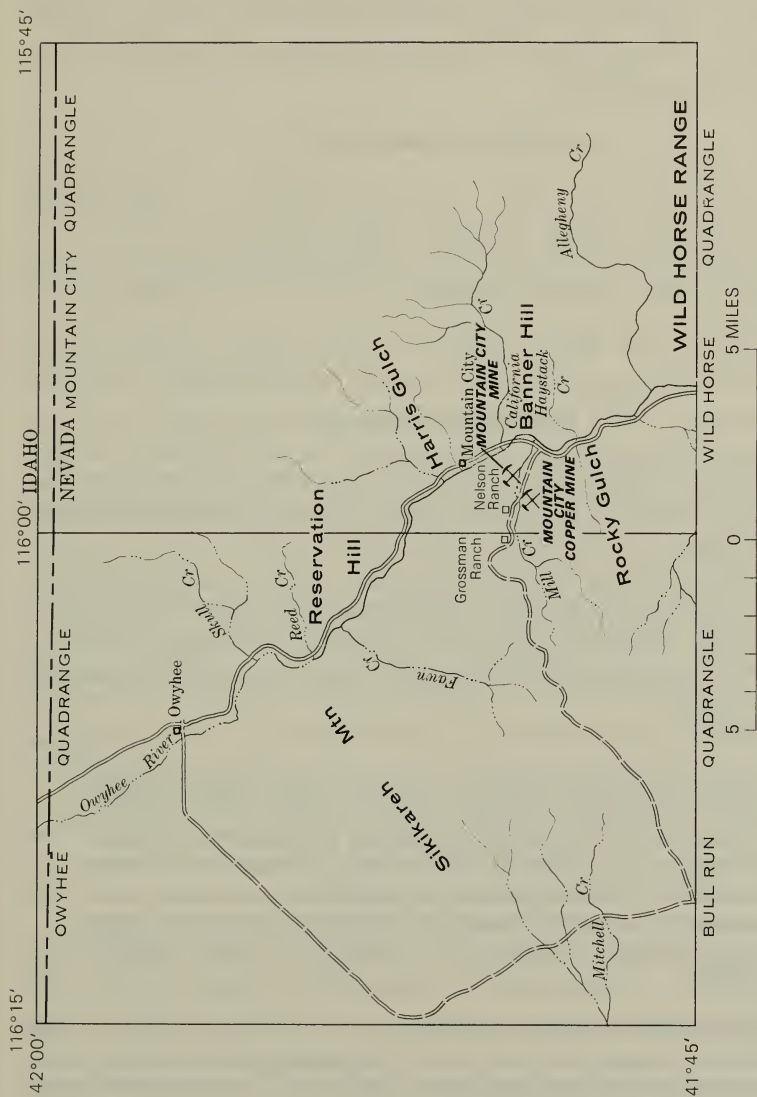 116°15'
116°00'
115°45'
42°00'
IDAHO
NEVADA
OWYHEE
QUADRANGLE
MOUNTAIN CITY
QUADRANGLE
Owyhee
River
Owyhee
Skull
Cr
Reed
Cr
Reservation
Hill
Harris Gulch
Mtn
Sikikareh
Fawn
Cr
Mountain City
MOUNTAIN CITY
MINE
California
Cr
Banner Hill
Haystack
Cr
Allegheny
Cr
Nelson
Ranch
Grossman
Ranch
MOUNTAIN
CITY
COPPER MINE
Mill
Cr
Rocky Gulch
Mitchell
Cr
WILD HORSE RANGE
41°45'
BULL RUN
QUADRANGLE
WILD HORSE
QUADRANGLE
5
0
5 MILES